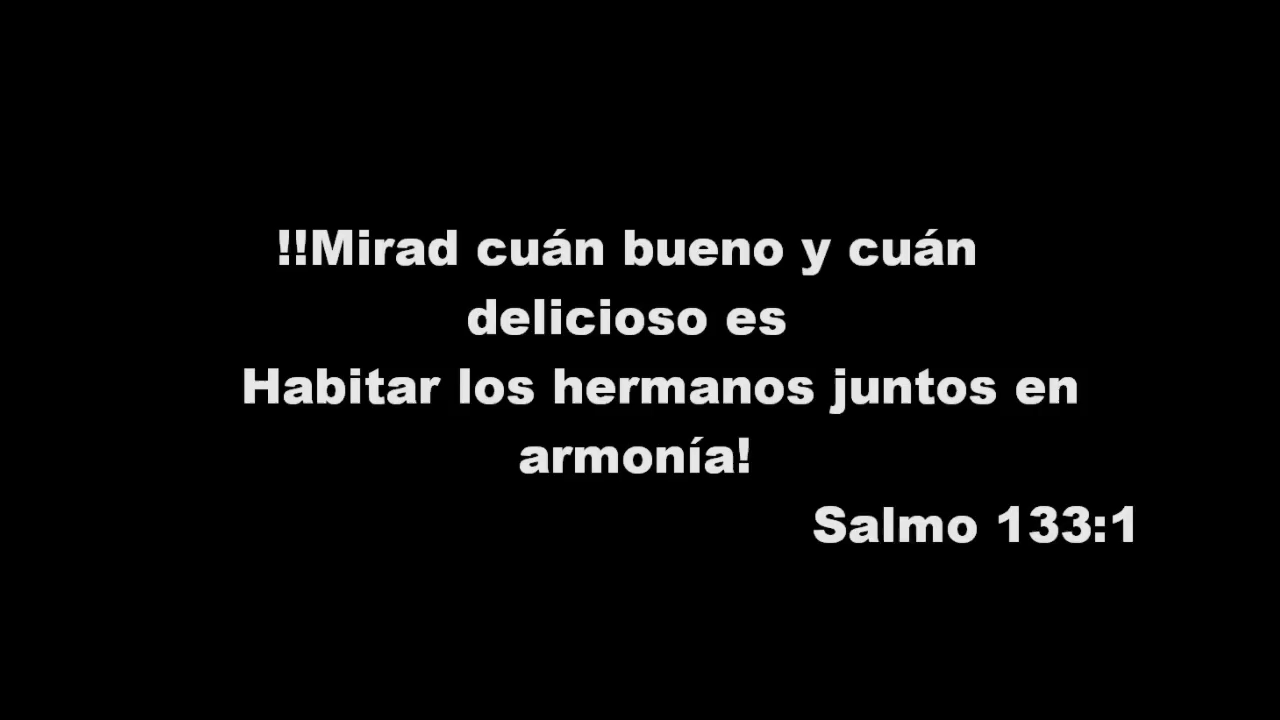 !!Mirad cuán bueno y cuán
delicioso es
Habitar los hermanos juntos en
armonía!
Salmo 133:1